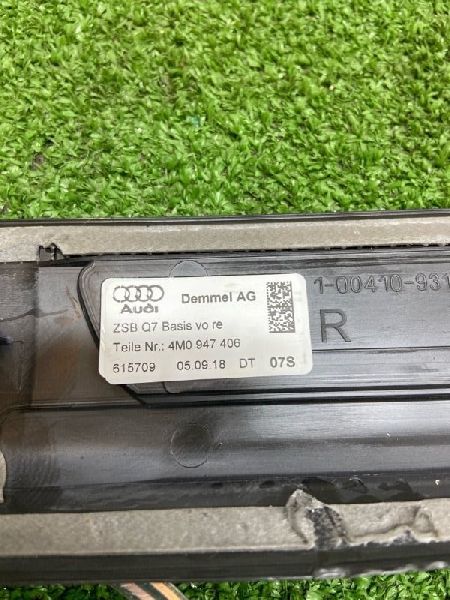 Audi Demmel AG
ZSB Q7 Basis vo re
Teile Nr.: 4M0 947 406
615709 05.09.18 DT 07S
1-00410-931
R